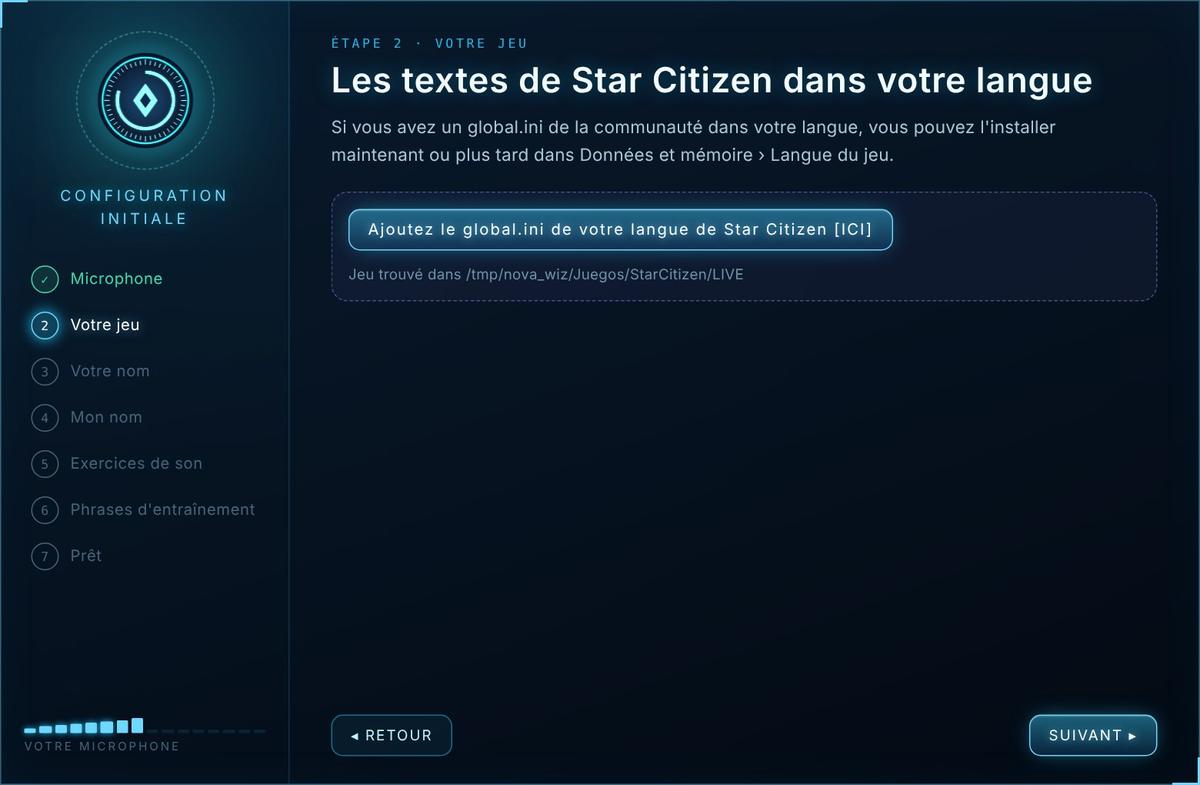 CONFIGURATION
INITIALE
✓ Microphone
2 Votre jeu
3 Votre nom
4 Mon nom
5 Exercices de son
6 Phrases d'entraînement
7 Prêt
VOTRE MICROPHONE
ÉTAPE 2 · VOTRE JEU
Les textes de Star Citizen dans votre langue
Si vous avez un global.ini de la communauté dans votre langue, vous pouvez l'installer
maintenant ou plus tard dans Données et mémoire › Langue du jeu.
Ajoutez le global.ini de votre langue de Star Citizen [ICI]
Jeu trouvé dans /tmp/nova_wiz/Juegos/StarCitizen/LIVE
◂ RETOUR
SUIVANT ▸